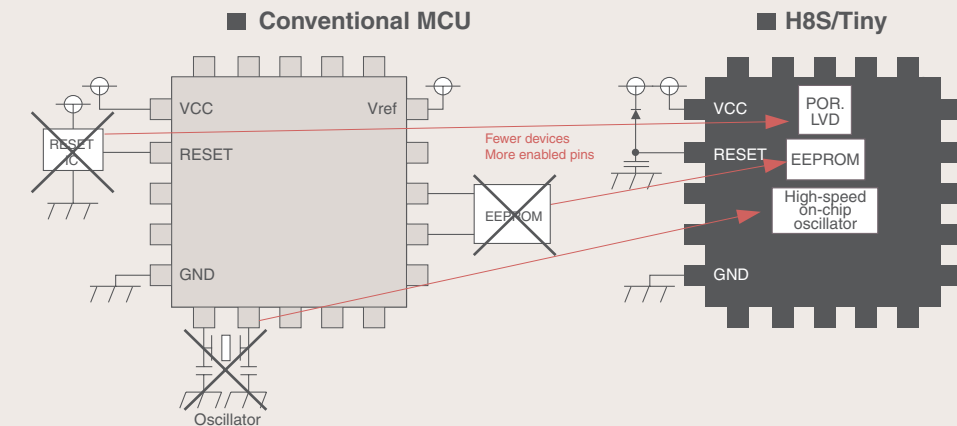 Conventional MCU
H8S/Tiny
VCC
Vref
RESET
IC
RESET
GND
EEPROM
Oscillator
Fewer devices
More enabled pins
VCC
RESET
GND
POR.
LVD
EEPROM
High-speed
on-chip
oscillator